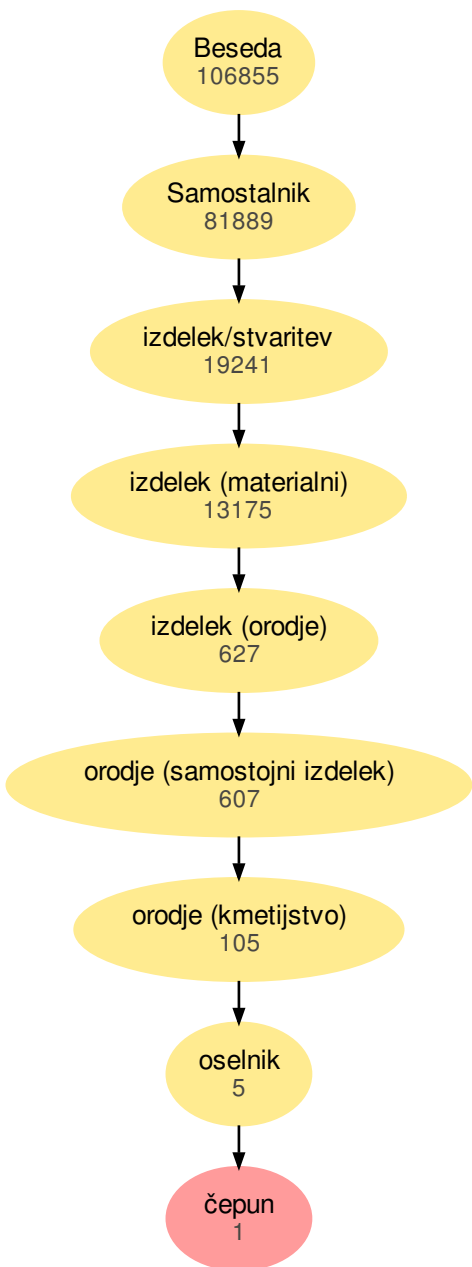 Beseda
106855
Samostalnik
81889
izdelek/stvaritev
19241
izdelek (materialni)
13175
izdelek (orodje)
627
orodje (samostojni izdelek)
607
orodje (kmetijstvo)
105
oselnik
5
čepun
1